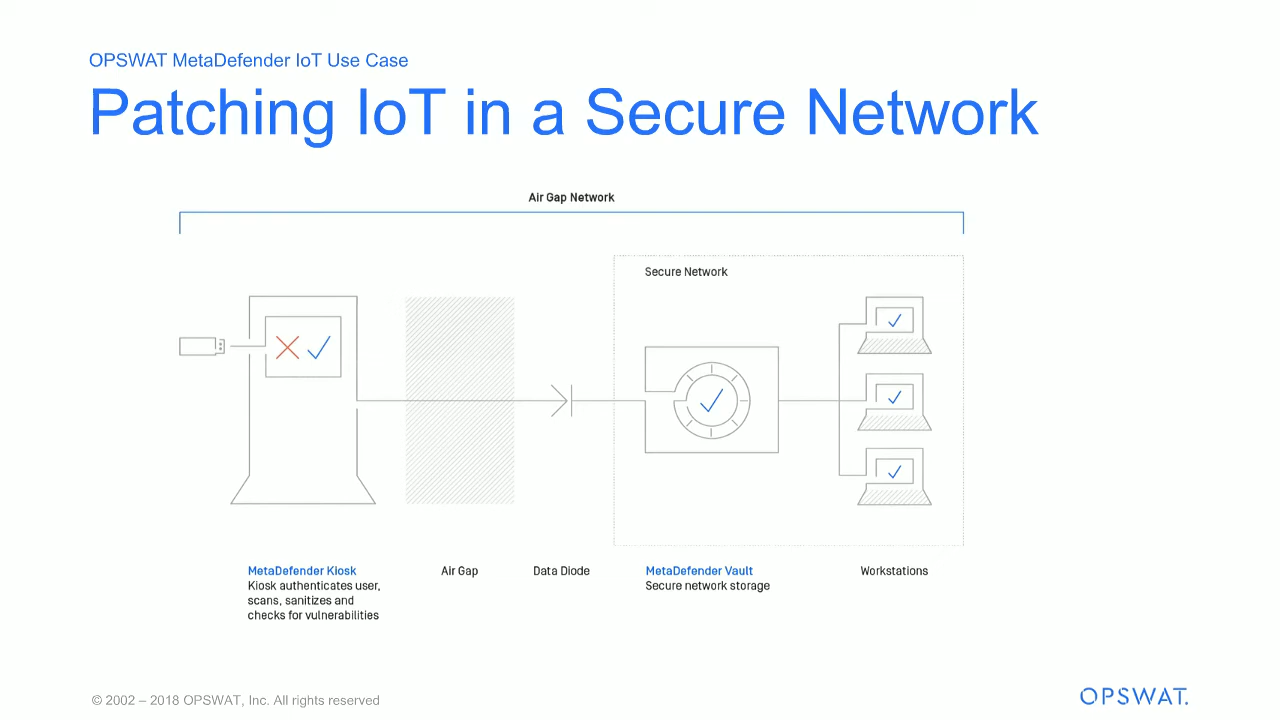 OPSWAT MetaDefender IoT Use Case
Patching IoT in a Secure Network
Air Gap Network
Secure Network
MetaDefender Kiosk
Kiosk authenticates user,
scans, sanitizes and
checks for vulnerabilities
Air Gap
Data Diode
MetaDefender Vault
Secure network storage
Workstations
© 2002 – 2018 OPSWAT, Inc. All rights reserved
OPSWAT.